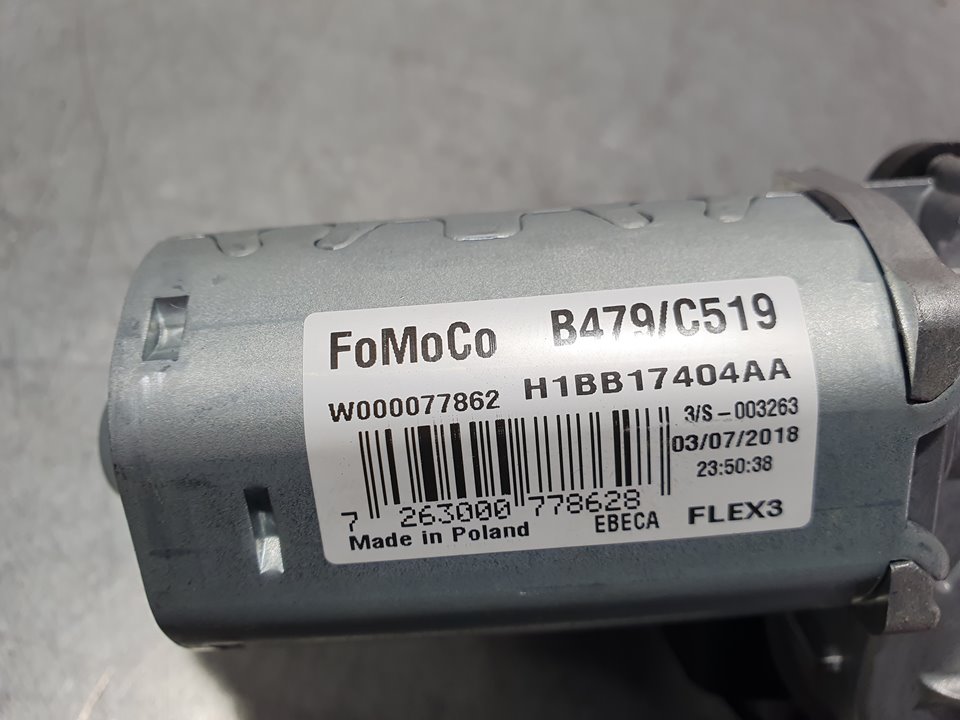 FoMoCo B479/C519
W000077862 H1BB17404AA
3/S-003263
03/07/2018
23:50:38
7 263000 778628
Made in Poland EBECA FLEX3